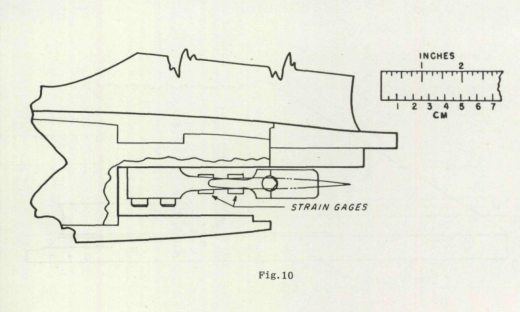 INCHES
1 2
1 2 3 4 5 6 7
CM
STRAIN GAGES
Fig.10